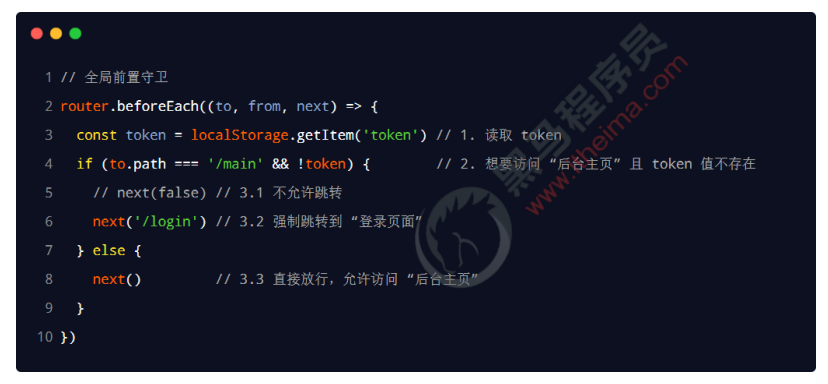 1 // 全局前置守卫
2 router.beforeEach((to, from, next) => {
3   const token = localStorage.getItem('token') // 1. 读取 token
4   if (to.path === '/main' && !token) {        // 2. 想要访问 “后台主页” 且 token 值不存在
5     // next(false) // 3.1 不允许跳转
6     next('/login') // 3.2 强制跳转到 “登录页面”
7   } else {
8     next()         // 3.3 直接放行，允许访问 “后台主页”
9   }
10 })
黑马程序员
www.itheima.com